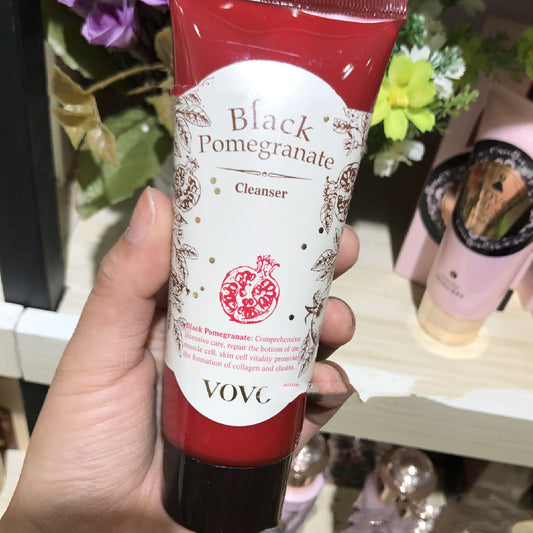 Black
Pomegranate
Cleanser
Black Pomegranate: Comprehensive
intensive care, repair the bottom of the
muscle cell, skin cell vitality promote
the formation of collagen and elastin.
VOVO